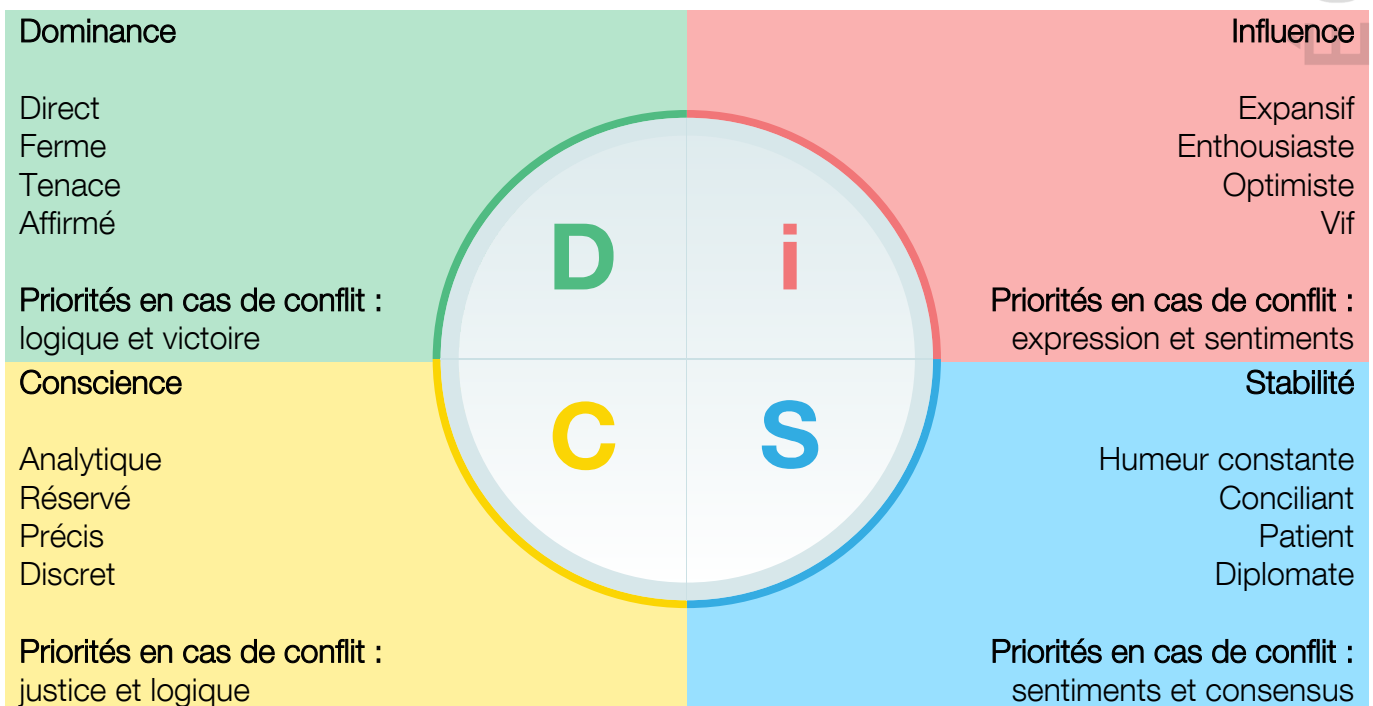 Dominance
Direct
Ferme
Tenace
Affirmé
Priorités en cas de conflit :
logique et victoire
Influence
Expansif
Enthousiaste
Optimiste
Vif
Priorités en cas de conflit :
expression et sentiments
D i
C S
Conscience
Analytique
Réservé
Précis
Discret
Priorités en cas de conflit :
justice et logique
Stabilité
Humeur constante
Conciliant
Patient
Diplomate
Priorités en cas de conflit :
sentiments et consensus